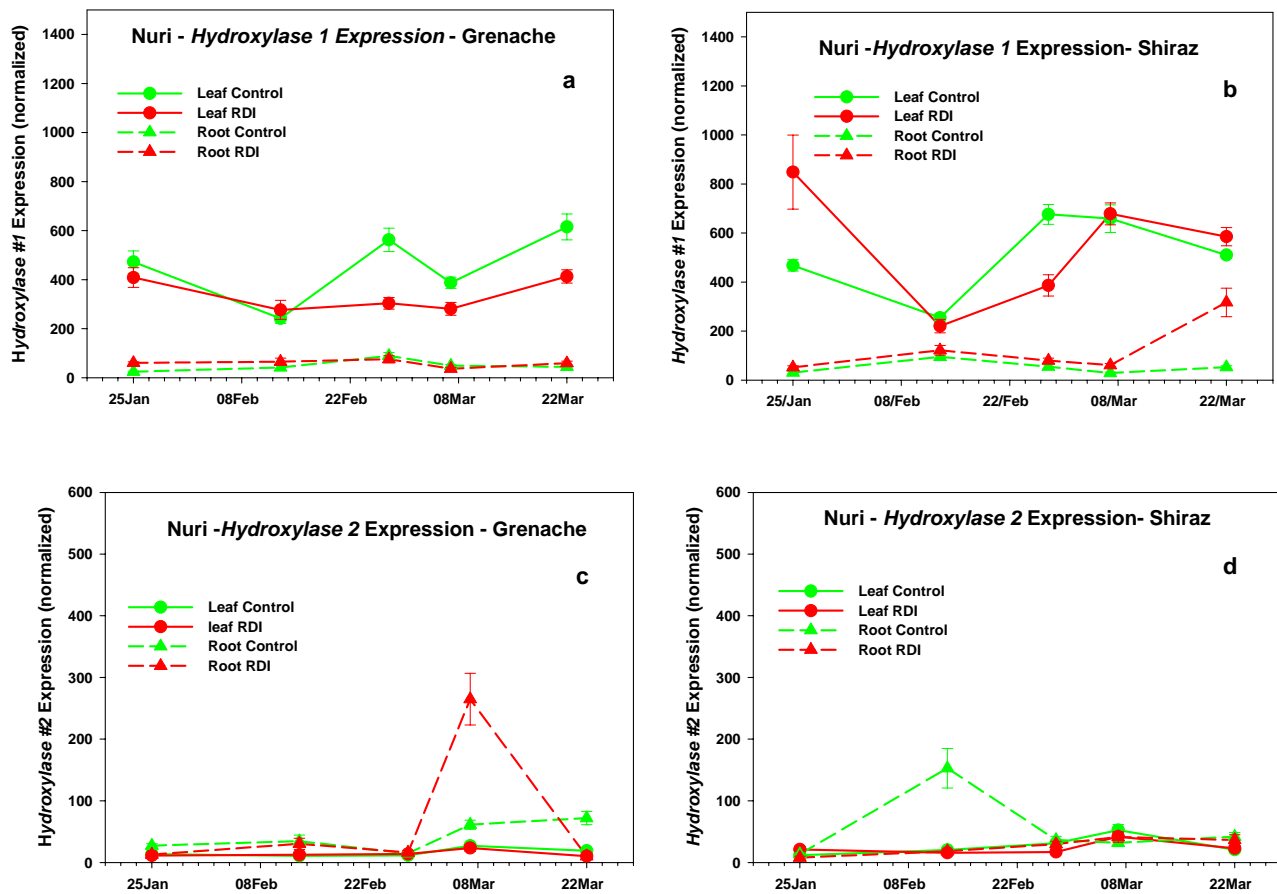 Nuri - Hydroxylase 1 Expression - Grenache
a
Leaf Control
Leaf RDI
Root Control
Root RDI
Hydroxylase #1 Expression (normalized)
1400
1200
1000
800
600
400
200
0
25Jan 08Feb 22Feb 08Mar 22Mar
Nuri -Hydroxylase 1 Expression- Shiraz
b
Leaf Control
Leaf RDI
Root Control
Root RDI
Hydroxylase #1 Expression (normalized)
1400
1200
1000
800
600
400
200
0
25/Jan 08/Feb 22/Feb 08/Mar 22/Mar
Nuri -Hydroxylase 2 Expression - Grenache
c
Leaf Control
leaf RDI
Root Control
Root RDI
Hydroxylase #2 Expression (normalized)
600
500
400
300
200
100
0
25Jan 08Feb 22Feb 08Mar 22Mar
Nuri - Hydroxylase 2 Expression- Shiraz
d
Leaf Control
Leaf RDI
Root Control
Root RDI
Hydroxylase #2 Expression (normalized)
600
500
400
300
200
100
0
25Jan 08Feb 22Feb 08Mar 22Mar